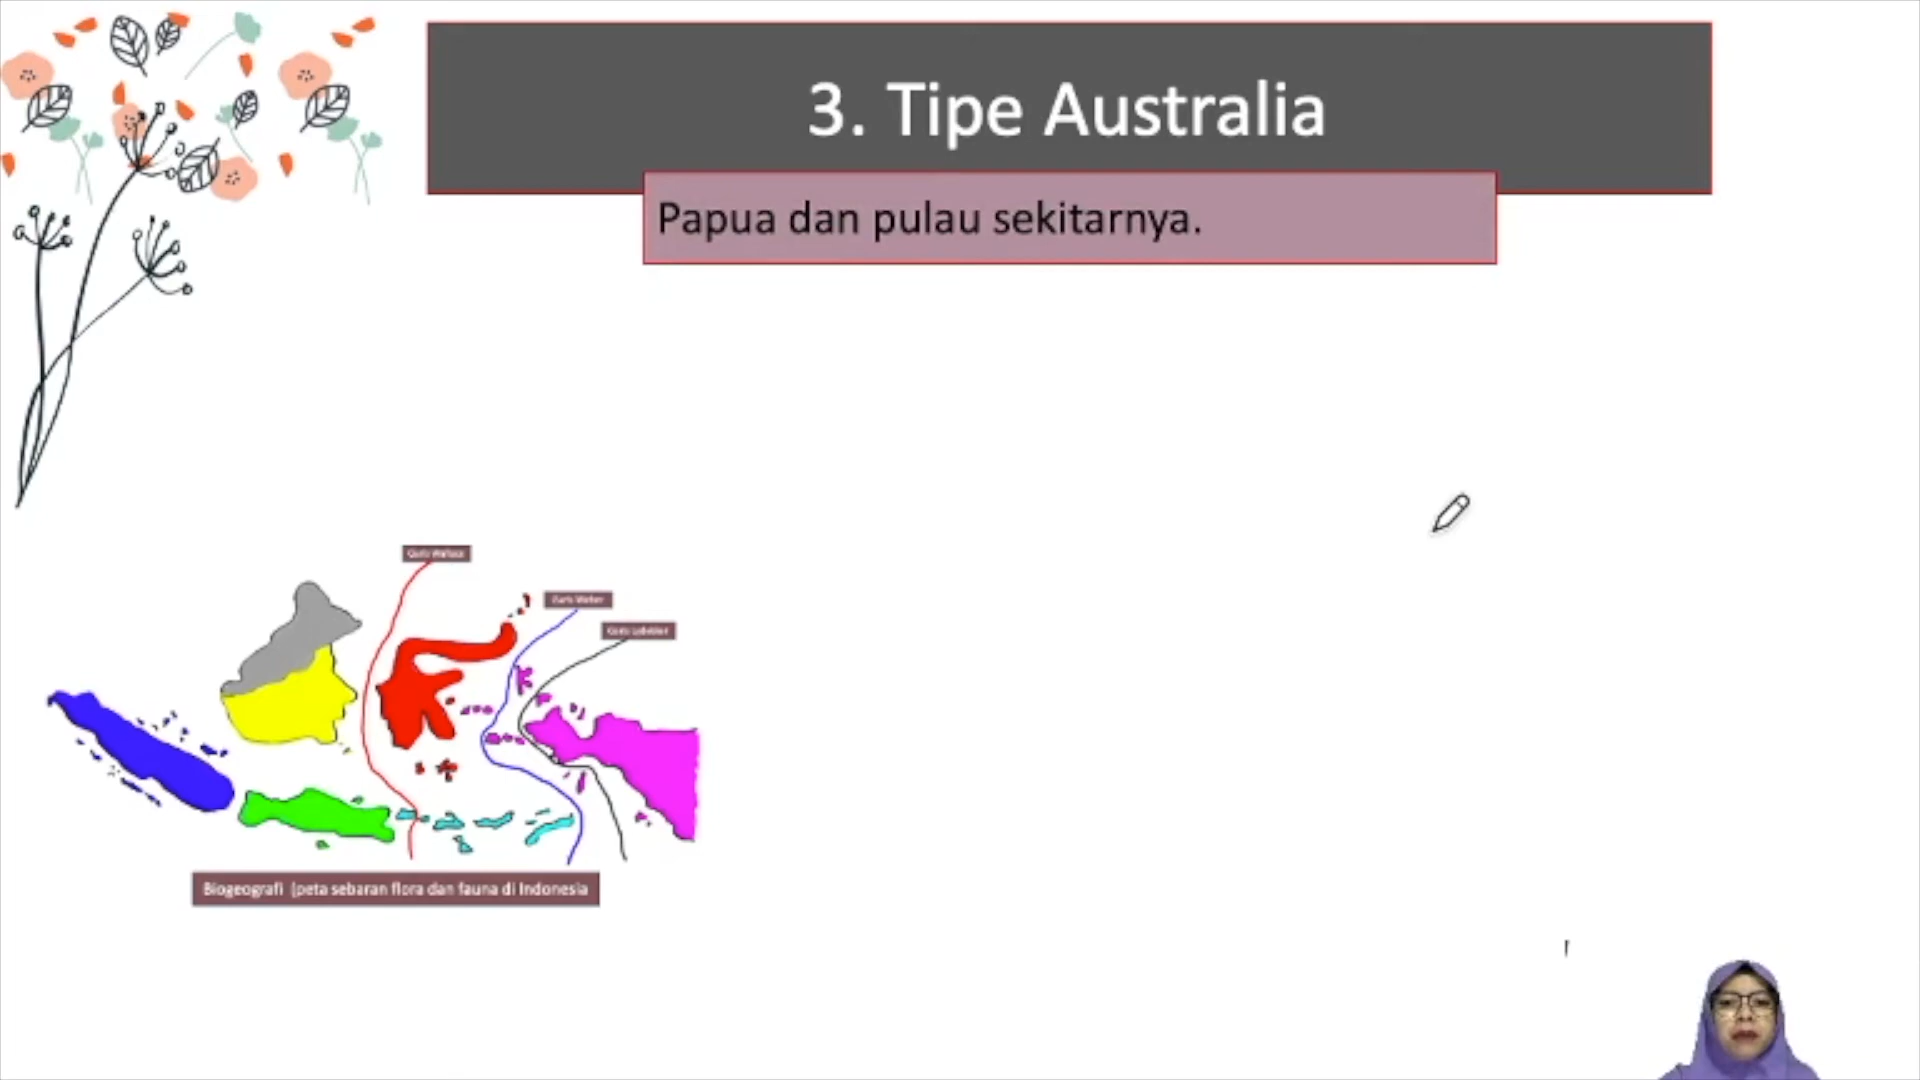 3. Tipe Australia
Papua dan pulau sekitarnya.
Garis Wallace
Garis Weber
Garis Lydekker
Biogeografi (peta sebaran flora dan fauna di Indonesia